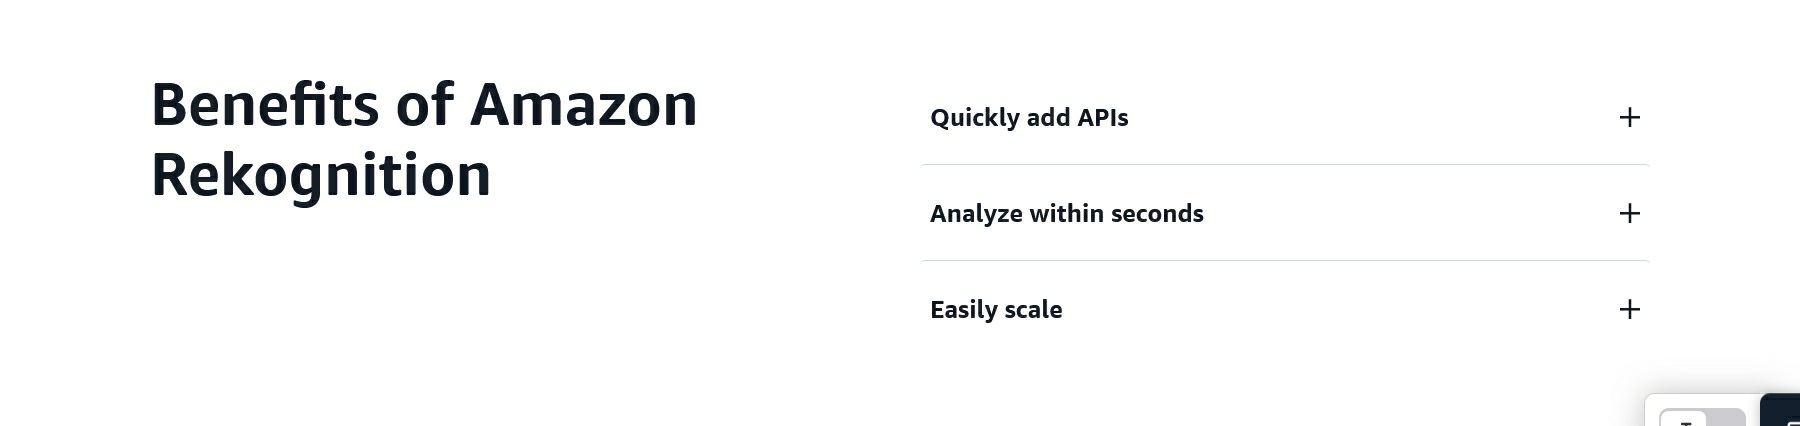 Benefits of Amazon
Rekognition
Quickly add APIs
Analyze within seconds
Easily scale